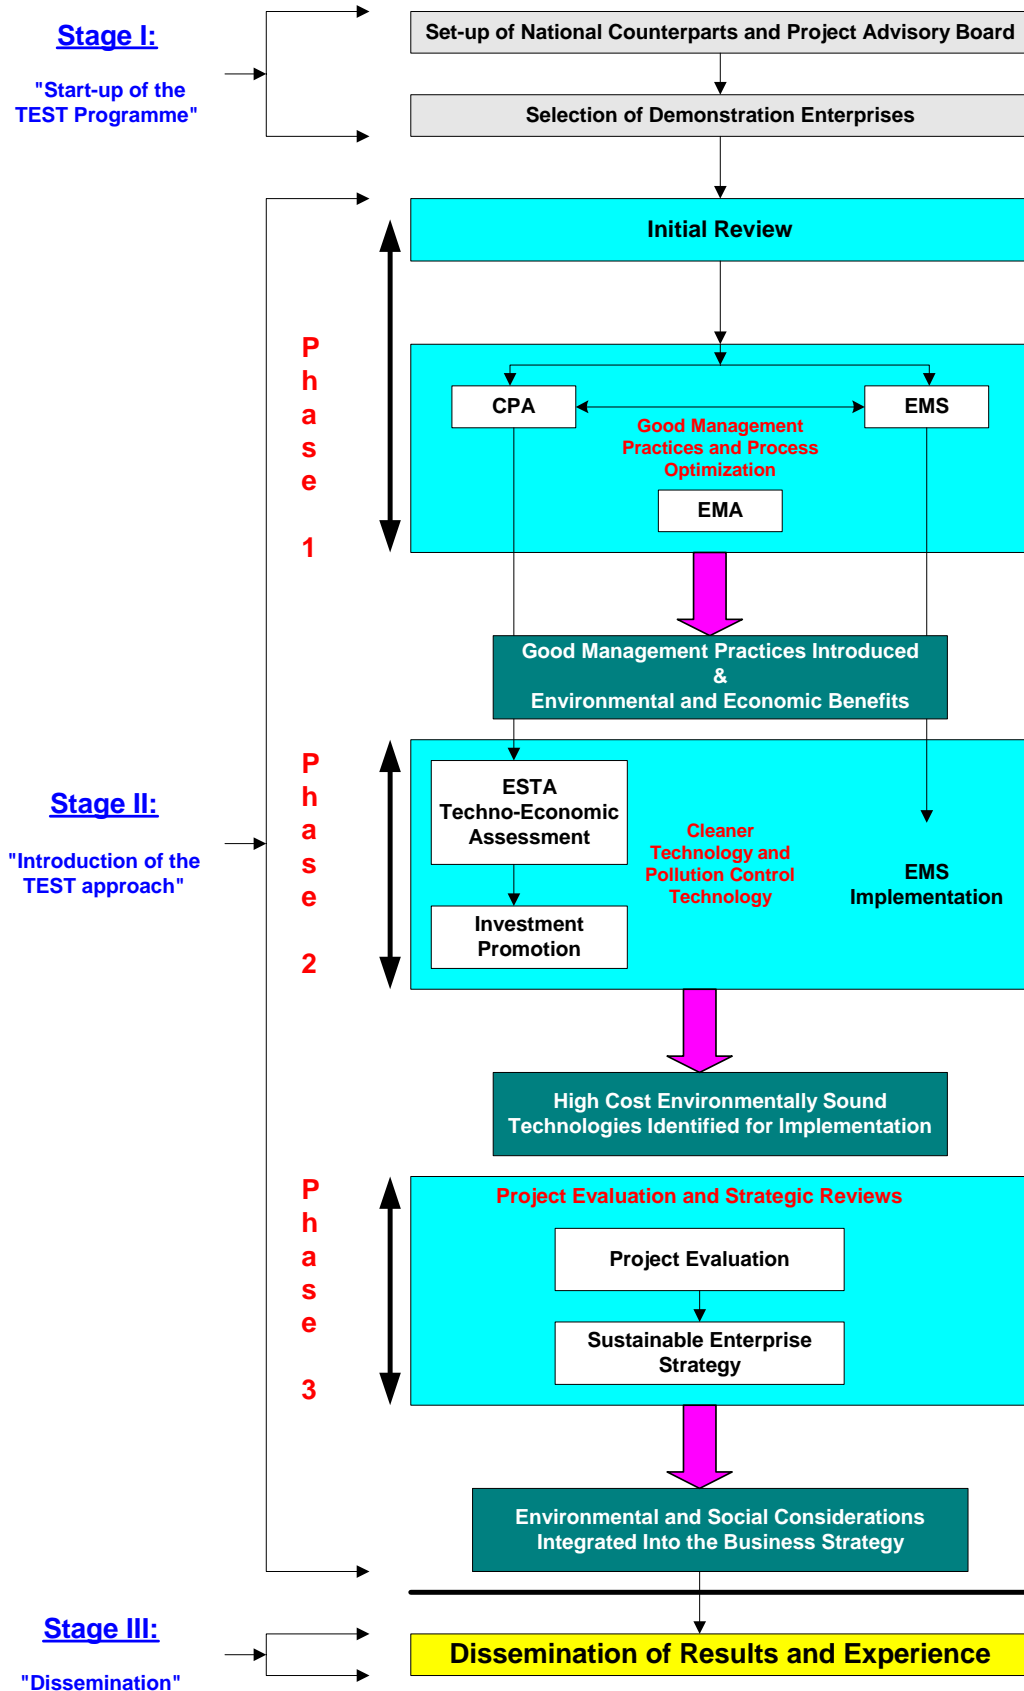 Stage I:
"Start-up of the
TEST Programme"
Set-up of National Counterparts and Project Advisory Board
Selection of Demonstration Enterprises
Initial Review
Phase 1
CPA
EMS
Good Management
Practices and Process
Optimization
EMA
Good Management Practices Introduced
&
Environmental and Economic Benefits
Stage II:
"Introduction of the
TEST approach"
Phase 2
ESTA
Techno-Economic
Assessment
Cleaner
Technology and
Pollution Control
Technology
EMS
Implementation
Investment
Promotion
High Cost Environmentally Sound
Technologies Identified for Implementation
Phase 3
Project Evaluation and Strategic Reviews
Project Evaluation
Sustainable Enterprise
Strategy
Environmental and Social Considerations
Integrated Into the Business Strategy
Stage III:
"Dissemination"
Dissemination of Results and Experience